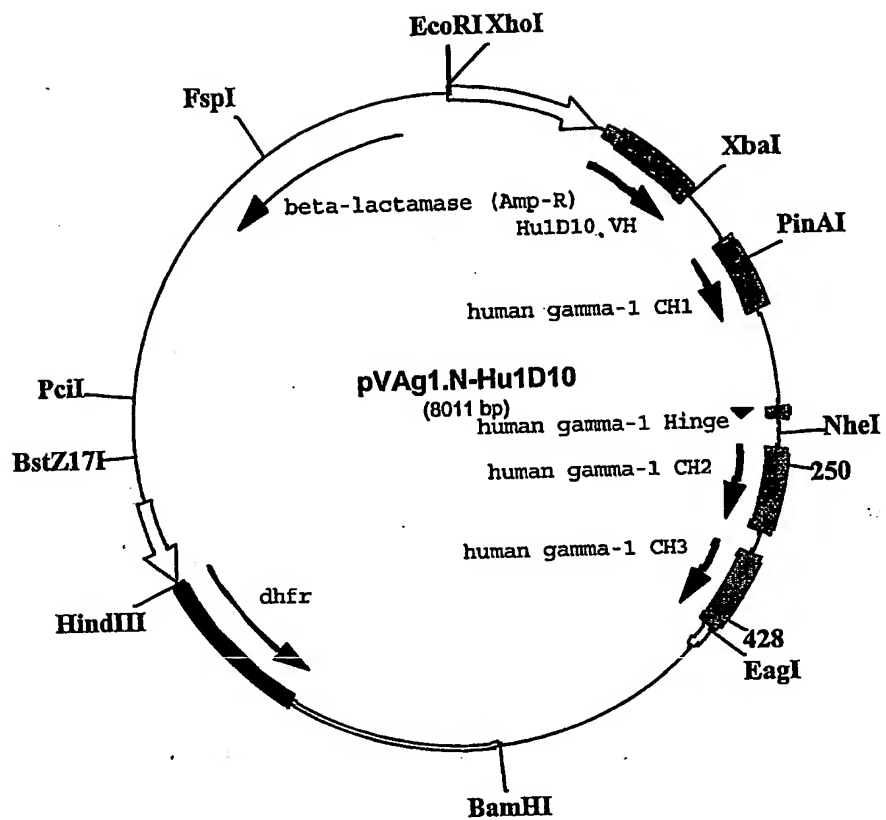 EcoRI XhoI
FspI
XbaI
beta-lactamase (Amp-R)
Hu1D10.VH
PinAI
human gamma-1 CH1
pVAg1.N-Hu1D10
(8011 bp)
PciI
human gamma-1 Hinge
NheI
BstZ17I
human gamma-1 CH2
250
human gamma-1 CH3
dhfr
HindIII
428
EagI
BamHI